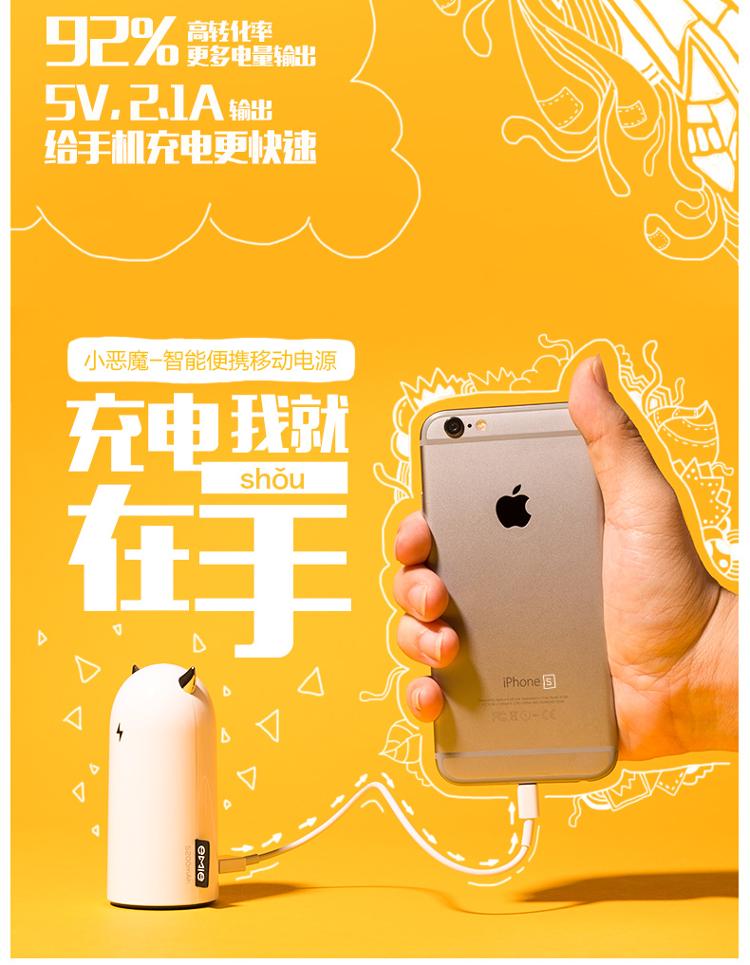 92% 高转化率
更多电量输出
5V, 2.1A 输出
给手机充电更快速
小恶魔-智能便携移动电源
充电我就
shǒu
在手
iPhone S
emie
5200mAh